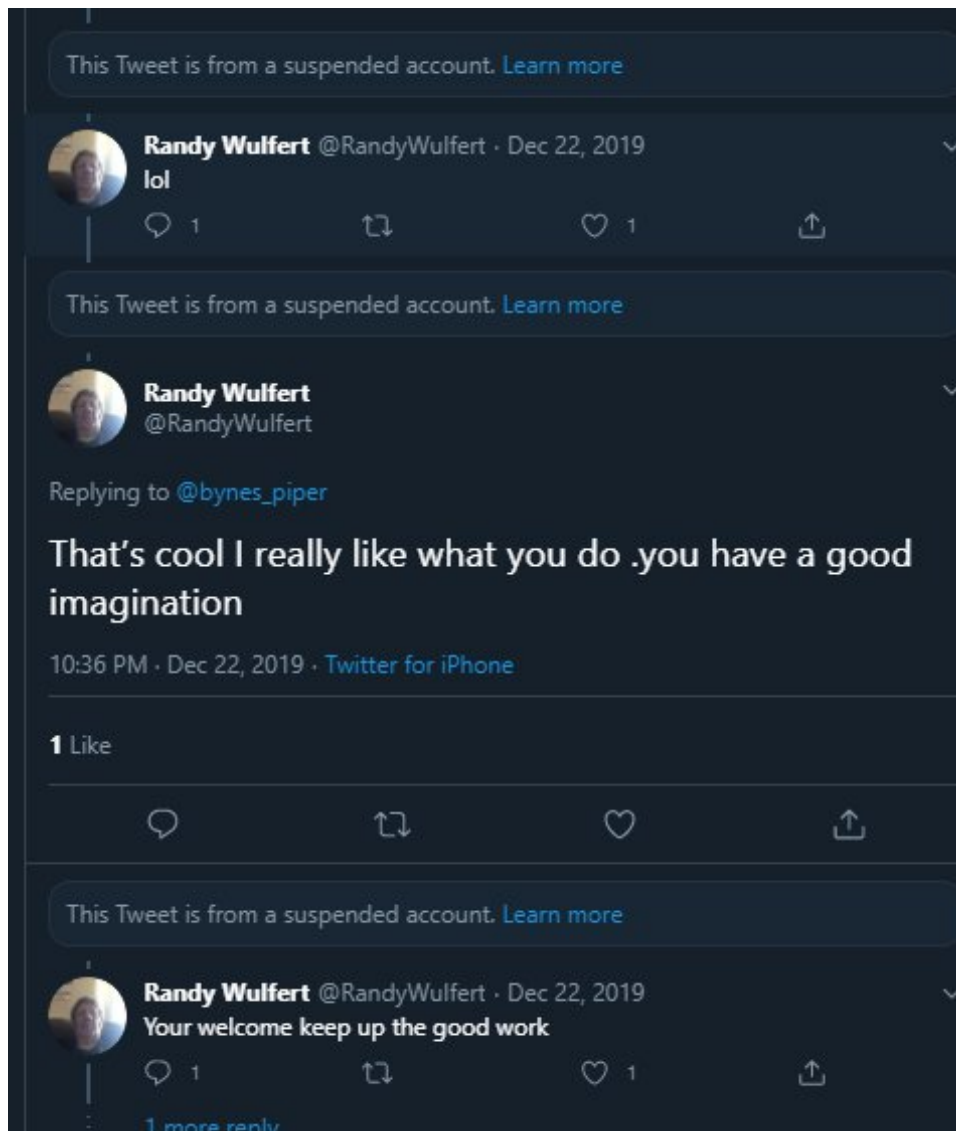 This Tweet is from a suspended account. Learn more
Randy Wulfert @RandyWulfert · Dec 22, 2019
lol
1 1
This Tweet is from a suspended account. Learn more
Randy Wulfert
@RandyWulfert
Replying to @bynes_piper
That's cool I really like what you do .you have a good
imagination
10:36 PM · Dec 22, 2019 · Twitter for iPhone
1 Like
This Tweet is from a suspended account. Learn more
Randy Wulfert @RandyWulfert · Dec 22, 2019
Your welcome keep up the good work
1 1
1 more reply